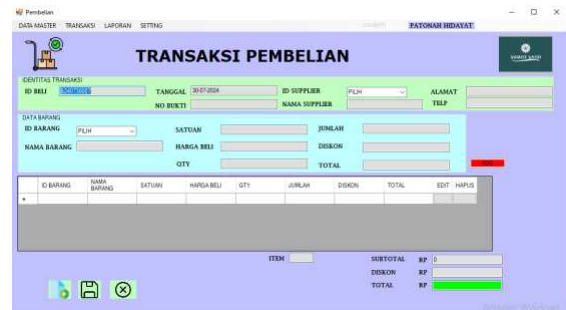 Pembelian
DATA MASTER TRANSAKSI LAPORAN SETTING PATONAH HIDAYAT
TRANSAKSI PEMBELIAN
IDENTITAS TRANSAKSI
ID BELI TANGGAL 30-07-2024 ID SUPPLIER PILIH ALAMAT
NO BUKTI NAMA SUPPLIER TELP
DATA BARANG
ID BARANG PILIH SATUAN JUMLAH
NAMA BARANG HARGA BELI DISKON
QTY TOTAL
ID BARANG NAMA BARANG SATUAN HARGA BELI QTY JUMLAH DISKON TOTAL EDIT HAPUS
ITEM SUBTOTAL RP 0
DISKON RP
TOTAL RP